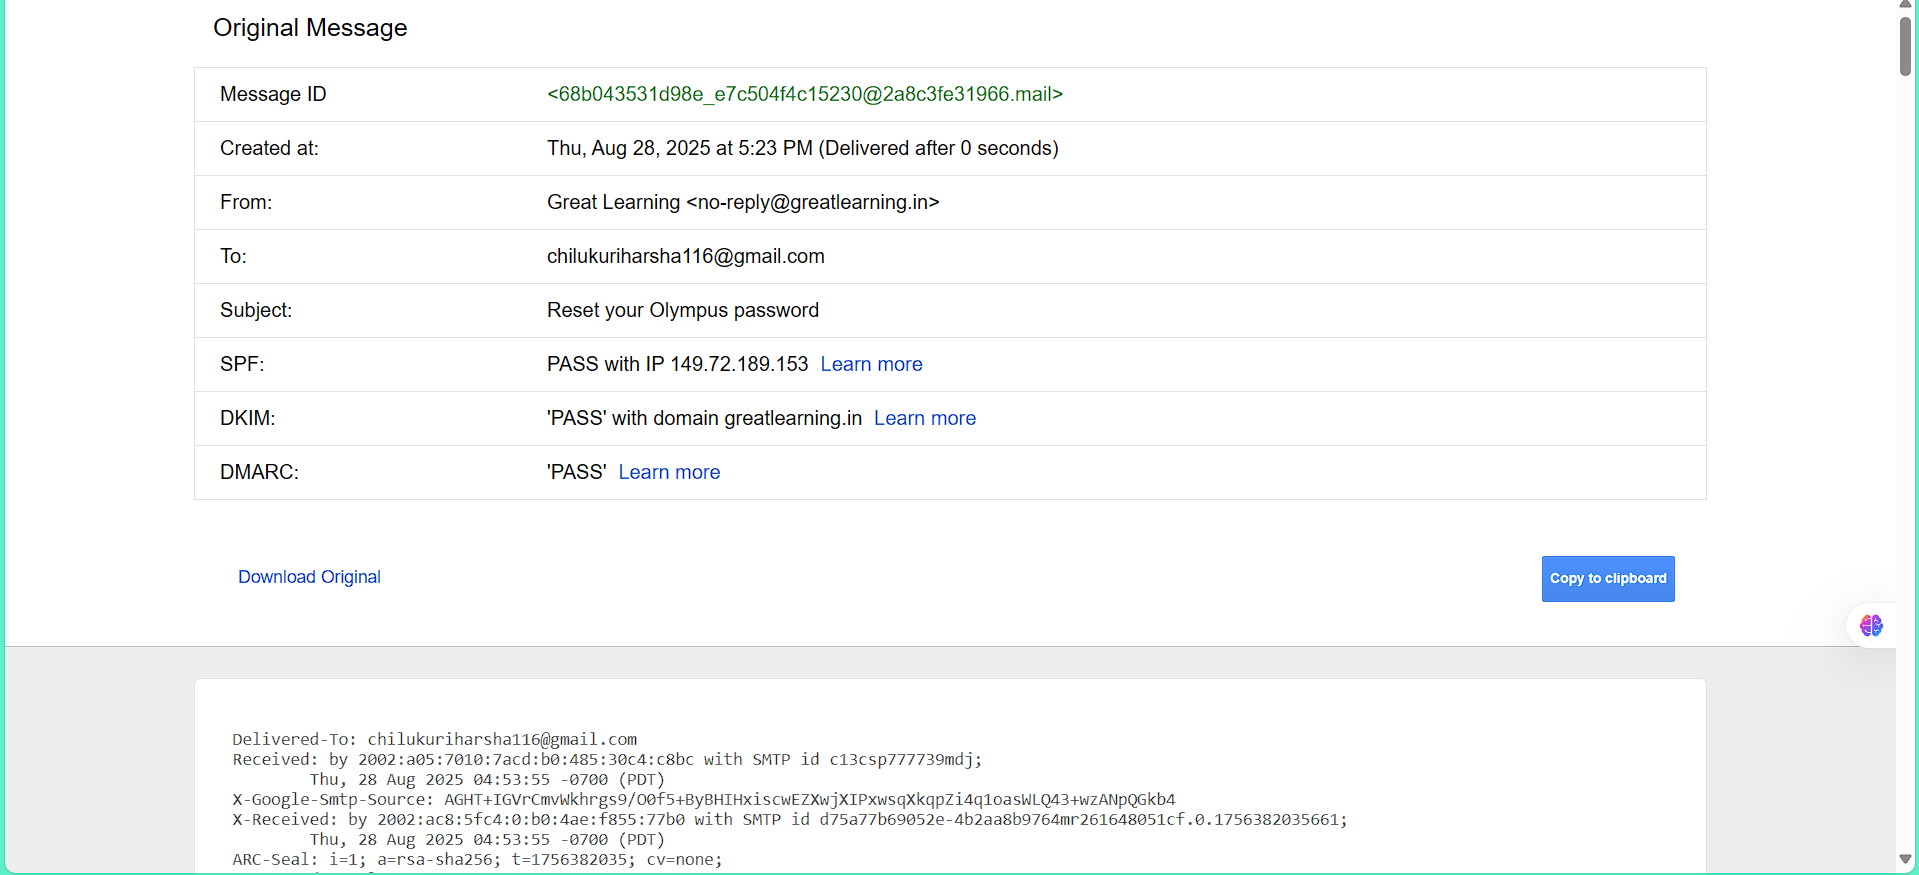 Original Message
Message ID <68b043531d98e_e7c504f4c15230@2a8c3fe31966.mail>
Created at: Thu, Aug 28, 2025 at 5:23 PM (Delivered after 0 seconds)
From: Great Learning <no-reply@greatlearning.in>
To: chilukuriharsha116@gmail.com
Subject: Reset your Olympus password
SPF: PASS with IP 149.72.189.153 Learn more
DKIM: 'PASS' with domain greatlearning.in Learn more
DMARC: 'PASS' Learn more
Download Original Copy to clipboard
Delivered-To: chilukuriharsha116@gmail.com
Received: by 2002:a05:7010:7acd:b0:485:30c4:c8bc with SMTP id c13csp777739mdj;
Thu, 28 Aug 2025 04:53:55 -0700 (PDT)
X-Google-Smtp-Source: AGHT+IGVrCmvWkhrgs9/O0f5+ByBHIHxiscwEZXwjXIPxwsqXkqpZi4q1oasWLQ43+wzANpQGkb4
X-Received: by 2002:ac8:5fc4:0:b0:4ae:f855:77b0 with SMTP id d75a77b69052e-4b2aa8b9764mr261648051cf.0.1756382035661;
Thu, 28 Aug 2025 04:53:55 -0700 (PDT)
ARC-Seal: i=1; a=rsa-sha256; t=1756382035; cv=none;